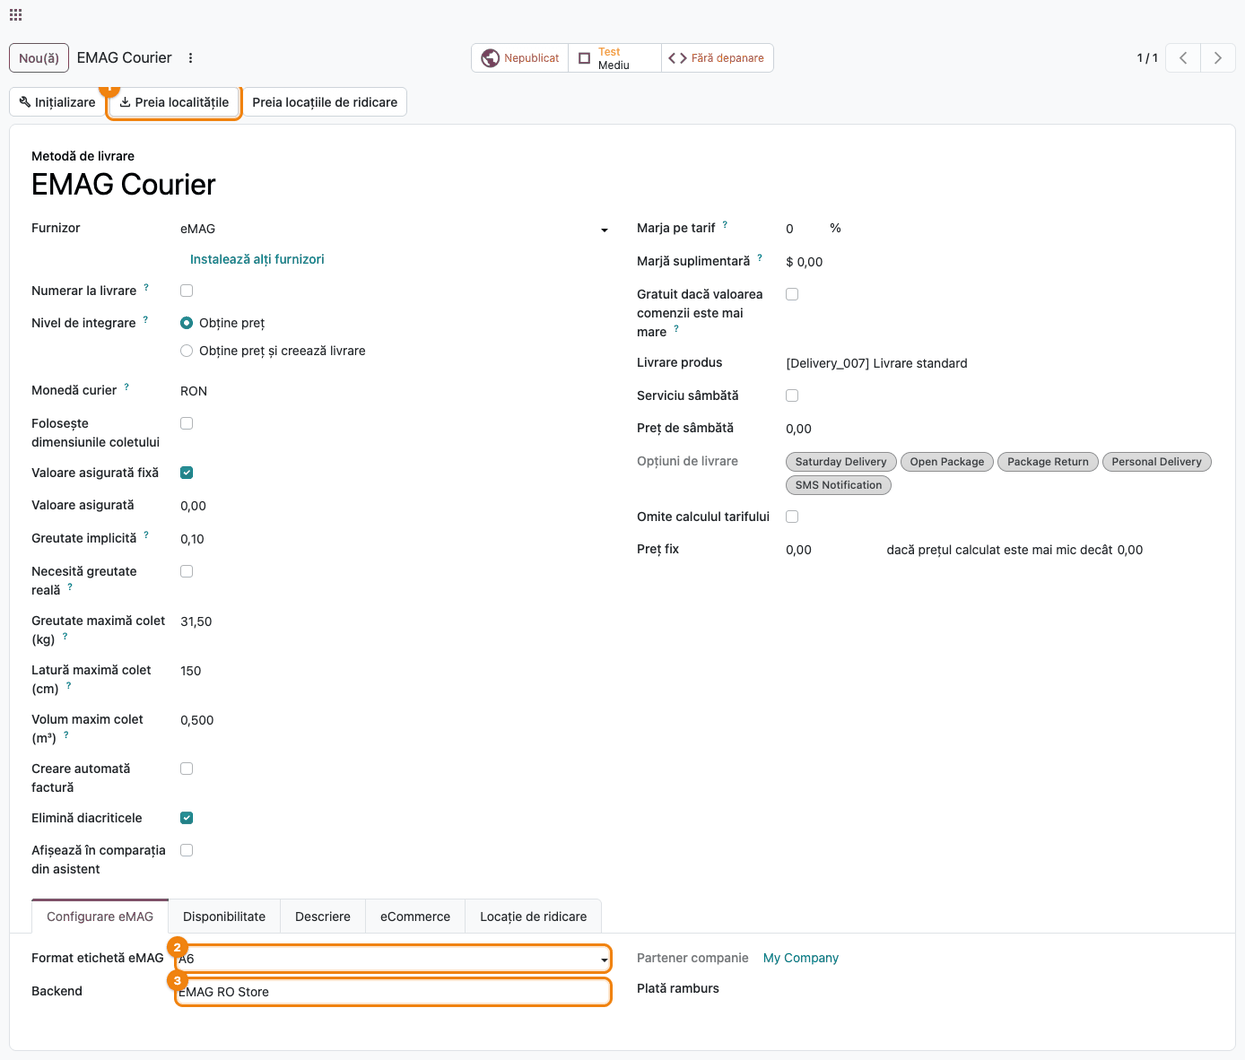 Nou(ă)
EMAG Courier
Nepublicat
Test
Mediu
Fără depanare
1 / 1
1
Inițializare
Preia localitățile
Preia locațiile de ridicare
Metodă de livrare
EMAG Courier
Furnizor
eMAG
Instalează alți furnizori
Numerar la livrare ?
Nivel de integrare ?
Obține preț
Obține preț și creează livrare
Monedă curier ?
RON
Folosește
dimensiunile coletului
Valoare asigurată fixă
Valoare asigurată
0,00
Greutate implicită ?
0,10
Necesită greutate
reală ?
Greutate maximă colet
(kg) ?
31,50
Latură maximă colet
(cm) ?
150
Volum maxim colet
(m³) ?
0,500
Creare automată
factură
Elimină diacriticele
Afișează în comparația
din asistent
Marja pe tarif ?
0 %
Marjă suplimentară ?
$ 0,00
Gratuit dacă valoarea
comenzii este mai
mare ?
Livrare produs
[Delivery_007] Livrare standard
Serviciu sâmbătă
Preț de sâmbătă
0,00
Opțiuni de livrare
Saturday Delivery
Open Package
Package Return
Personal Delivery
SMS Notification
Omite calculul tarifului
Preț fix
0,00
dacă prețul calculat este mai mic decât 0,00
Configurare eMAG
Disponibilitate
Descriere
eCommerce
Locație de ridicare
2
Format etichetă eMAG
A6
3
Backend
EMAG RO Store
Partener companie
My Company
Plată ramburs